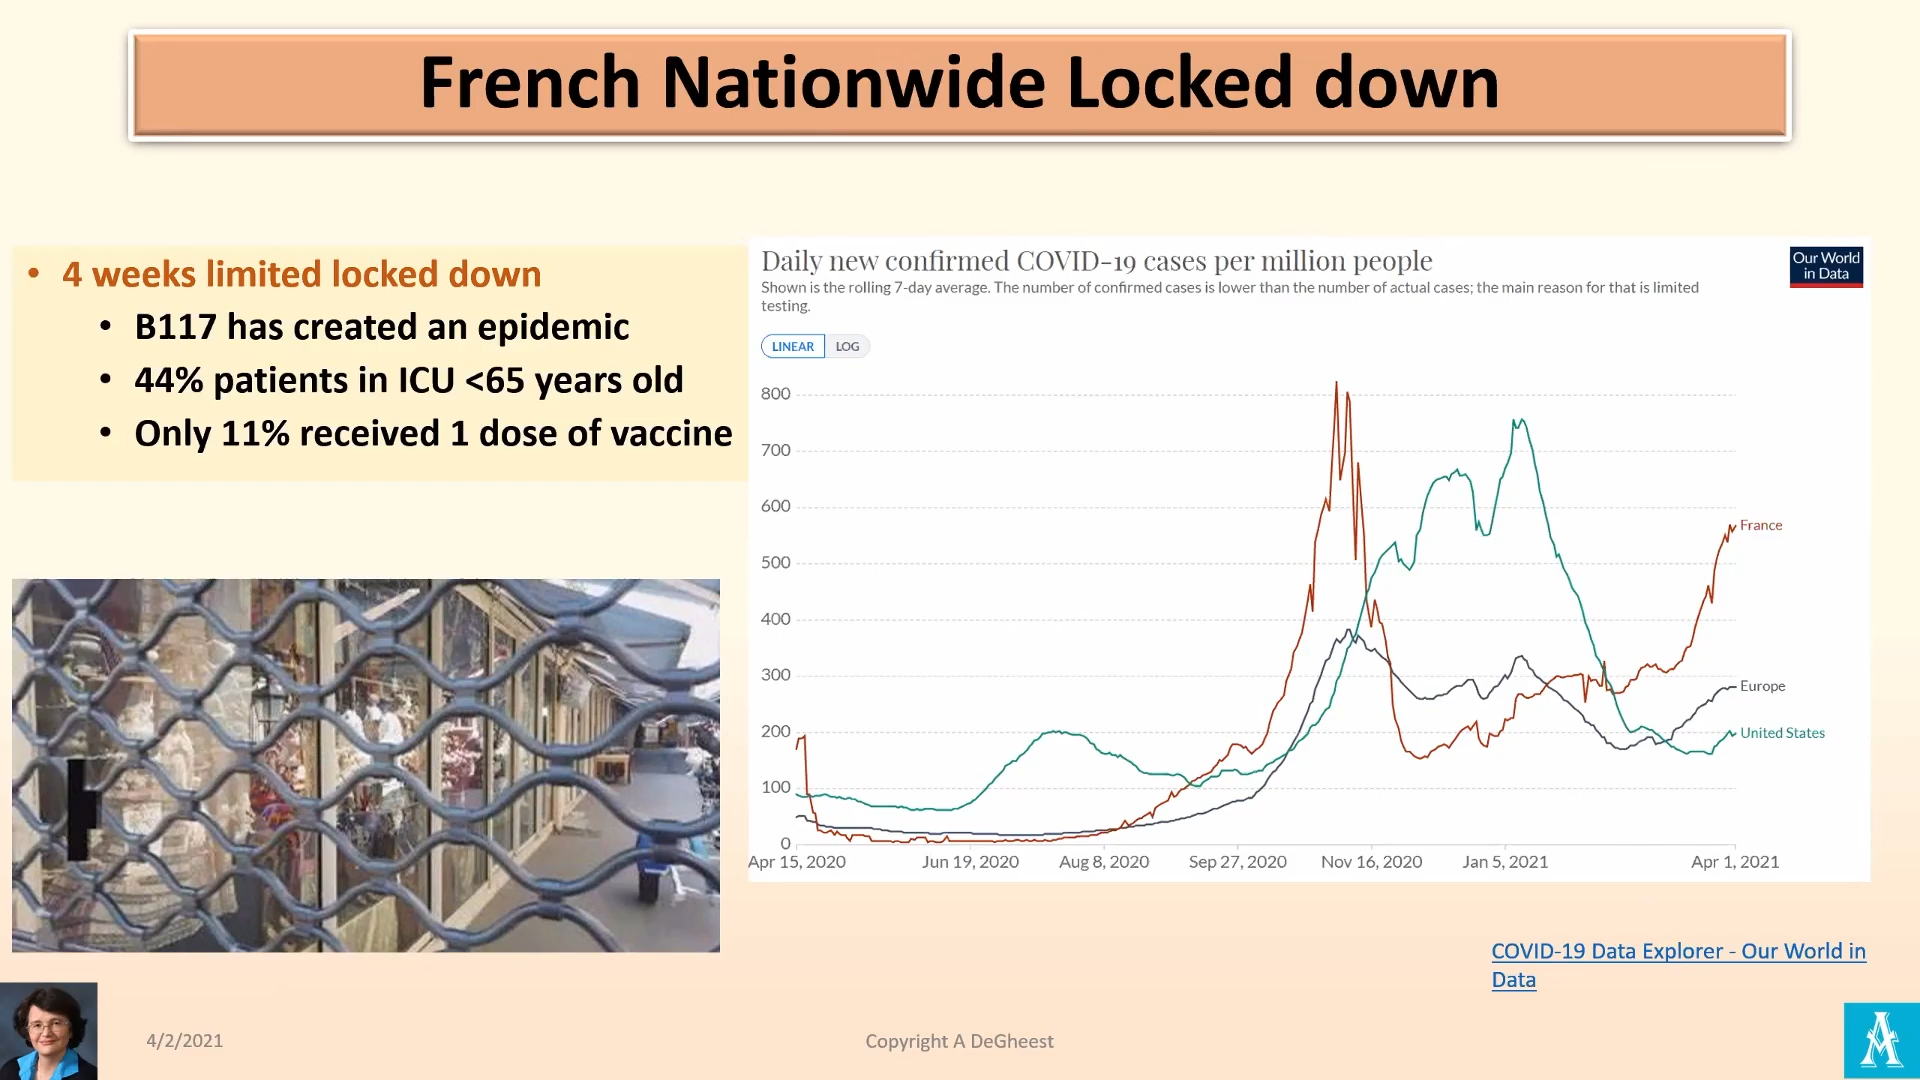 French Nationwide Locked down
• 4 weeks limited locked down
• B117 has created an epidemic
• 44% patients in ICU <65 years old
• Only 11% received 1 dose of vaccine
Daily new confirmed COVID-19 cases per million people
Shown is the rolling 7-day average. The number of confirmed cases is lower than the number of actual cases; the main reason for that is limited
testing.
Our World
in Data
LINEAR LOG
800
700
600
500
400
300
200
100
0
France
Europe
United States
Apr 15, 2020 Jun 19, 2020 Aug 8, 2020 Sep 27, 2020 Nov 16, 2020 Jan 5, 2021 Apr 1, 2021
COVID-19 Data Explorer - Our World in
Data
4/2/2021
Copyright A DeGheest
A